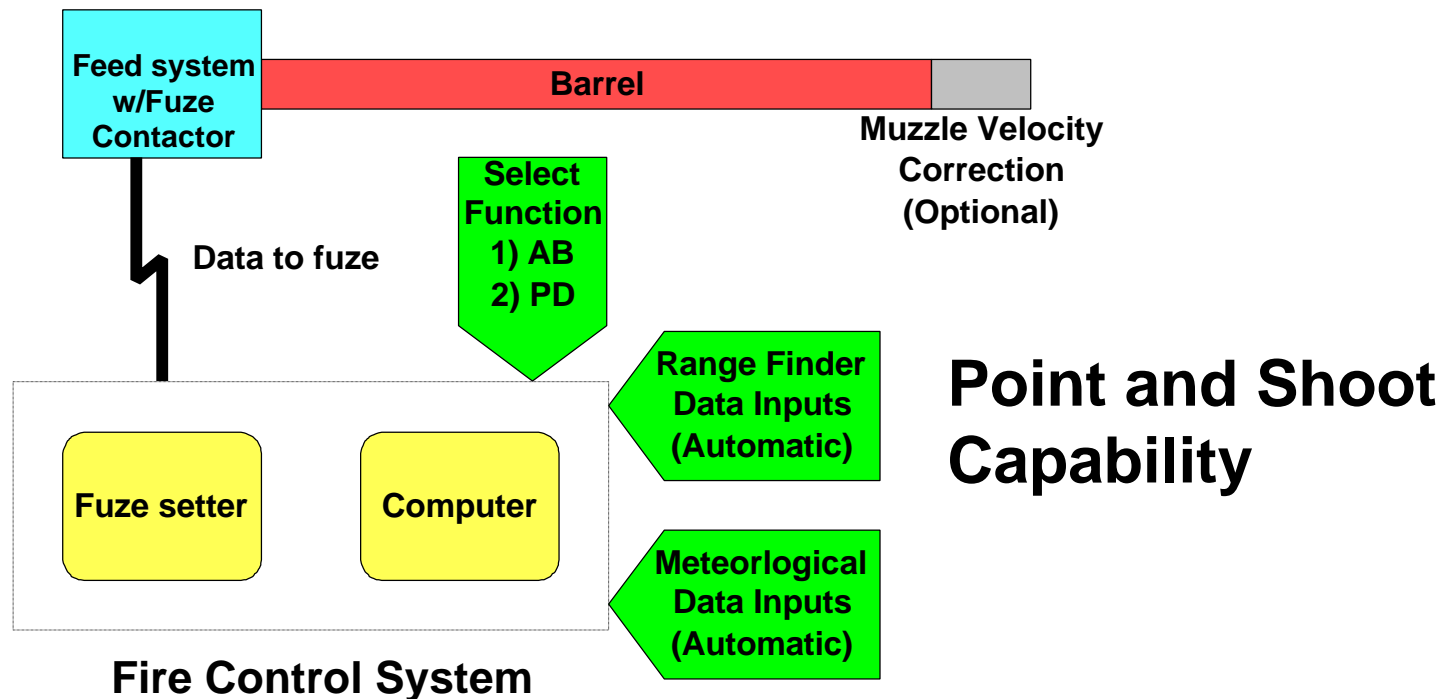 Feed system
w/Fuze
Contactor
Barrel
Muzzle Velocity
Correction
(Optional)
Select
Function
1) AB
2) PD
Data to fuze
Range Finder
Data Inputs
(Automatic)
Point and Shoot
Capability
Fuze setter
Computer
Meteorlogical
Data Inputs
(Automatic)
Fire Control System